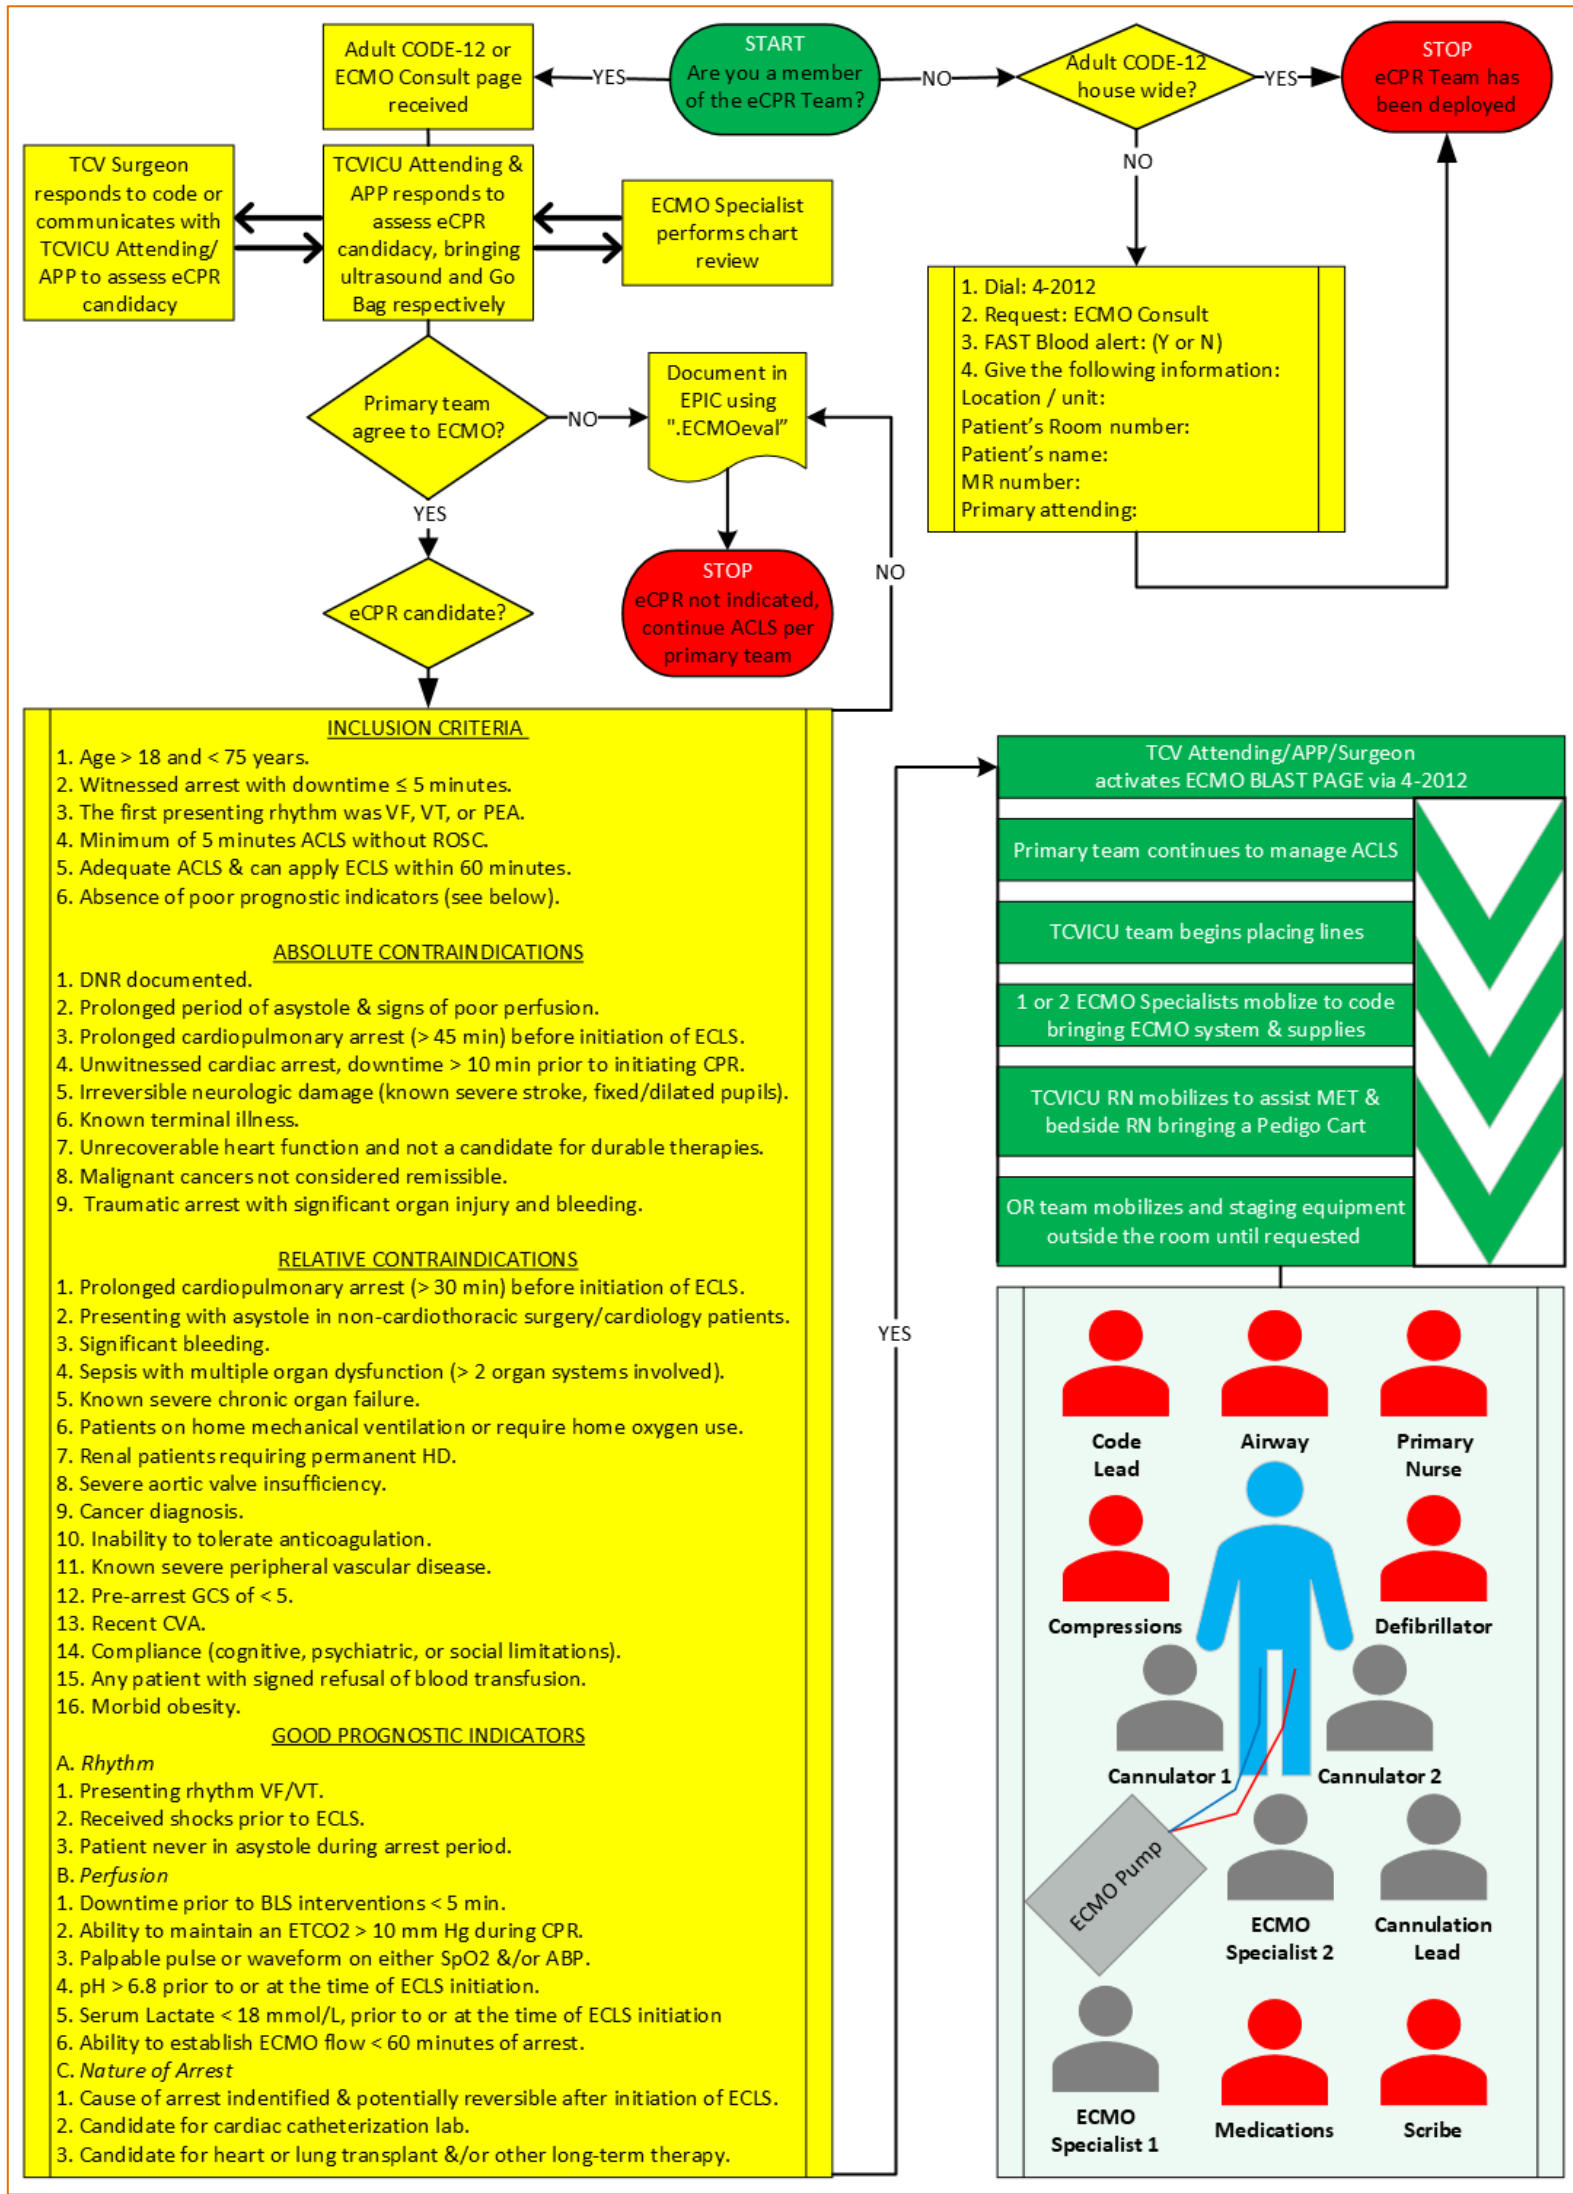 START
Are you a member
of the eCPR Team?
YES
NO
Adult CODE-12 or
ECMO Consult page
received
Adult CODE-12
house wide?
YES
STOP
eCPR Team has
been deployed
NO
TCV Surgeon
responds to code or
communicates with
TCVICU Attending/
APP to assess eCPR
candidacy
TCVICU Attending &
APP responds to
assess eCPR
candidacy, bringing
ultrasound and Go
Bag respectively
ECMO Specialist
performs chart
review
1. Dial: 4-2012
2. Request: ECMO Consult
3. FAST Blood alert: (Y or N)
4. Give the following information:
Location / unit:
Patient's Room number:
Patient's name:
MR number:
Primary attending:
Primary team
agree to ECMO?
NO
Document in
EPIC using
".ECMOeval”
YES
STOP
eCPR not indicated,
continue ACLS per
primary team
NO
eCPR candidate?
INCLUSION CRITERIA
1. Age > 18 and < 75 years.
2. Witnessed arrest with downtime ≤ 5 minutes.
3. The first presenting rhythm was VF, VT, or PEA.
4. Minimum of 5 minutes ACLS without ROSC.
5. Adequate ACLS & can apply ECLS within 60 minutes.
6. Absence of poor prognostic indicators (see below).
ABSOLUTE CONTRAINDICATIONS
1. DNR documented.
2. Prolonged period of asystole & signs of poor perfusion.
3. Prolonged cardiopulmonary arrest (> 45 min) before initiation of ECLS.
4. Unwitnessed cardiac arrest, downtime > 10 min prior to initiating CPR.
5. Irreversible neurologic damage (known severe stroke, fixed/dilated pupils).
6. Known terminal illness.
7. Unrecoverable heart function and not a candidate for durable therapies.
8. Malignant cancers not considered remissible.
9. Traumatic arrest with significant organ injury and bleeding.
RELATIVE CONTRAINDICATIONS
1. Prolonged cardiopulmonary arrest (> 30 min) before initiation of ECLS.
2. Presenting with asystole in non-cardiothoracic surgery/cardiology patients.
3. Significant bleeding.
4. Sepsis with multiple organ dysfunction (> 2 organ systems involved).
5. Known severe chronic organ failure.
6. Patients on home mechanical ventilation or require home oxygen use.
7. Renal patients requiring permanent HD.
8. Severe aortic valve insufficiency.
9. Cancer diagnosis.
10. Inability to tolerate anticoagulation.
11. Known severe peripheral vascular disease.
12. Pre-arrest GCS of < 5.
13. Recent CVA.
14. Compliance (cognitive, psychiatric, or social limitations).
15. Any patient with signed refusal of blood transfusion.
16. Morbid obesity.
GOOD PROGNOSTIC INDICATORS
A. Rhythm
1. Presenting rhythm VF/VT.
2. Received shocks prior to ECLS.
3. Patient never in asystole during arrest period.
B. Perfusion
1. Downtime prior to BLS interventions < 5 min.
2. Ability to maintain an ETCO2 > 10 mm Hg during CPR.
3. Palpable pulse or waveform on either SpO2 &/or ABP.
4. pH > 6.8 prior to or at the time of ECLS initiation.
5. Serum Lactate < 18 mmol/L, prior to or at the time of ECLS initiation
6. Ability to establish ECMO flow < 60 minutes of arrest.
C. Nature of Arrest
1. Cause of arrest indentified & potentially reversible after initiation of ECLS.
2. Candidate for cardiac catheterization lab.
3. Candidate for heart or lung transplant &/or other long-term therapy.
YES
TCV Attending/APP/Surgeon
activates ECMO BLAST PAGE via 4-2012
Primary team continues to manage ACLS
TCVICU team begins placing lines
1 or 2 ECMO Specialists moblize to code
bringing ECMO system & supplies
TCVICU RN mobilizes to assist MET &
bedside RN bringing a Pedigo Cart
OR team mobilizes and staging equipment
outside the room until requested
Code
Lead
Airway
Primary
Nurse
Compressions
Defibrillator
Cannulator 1
Cannulator 2
ECMO Pump
ECMO
Specialist 2
Cannulation
Lead
ECMO
Specialist 1
Medications
Scribe